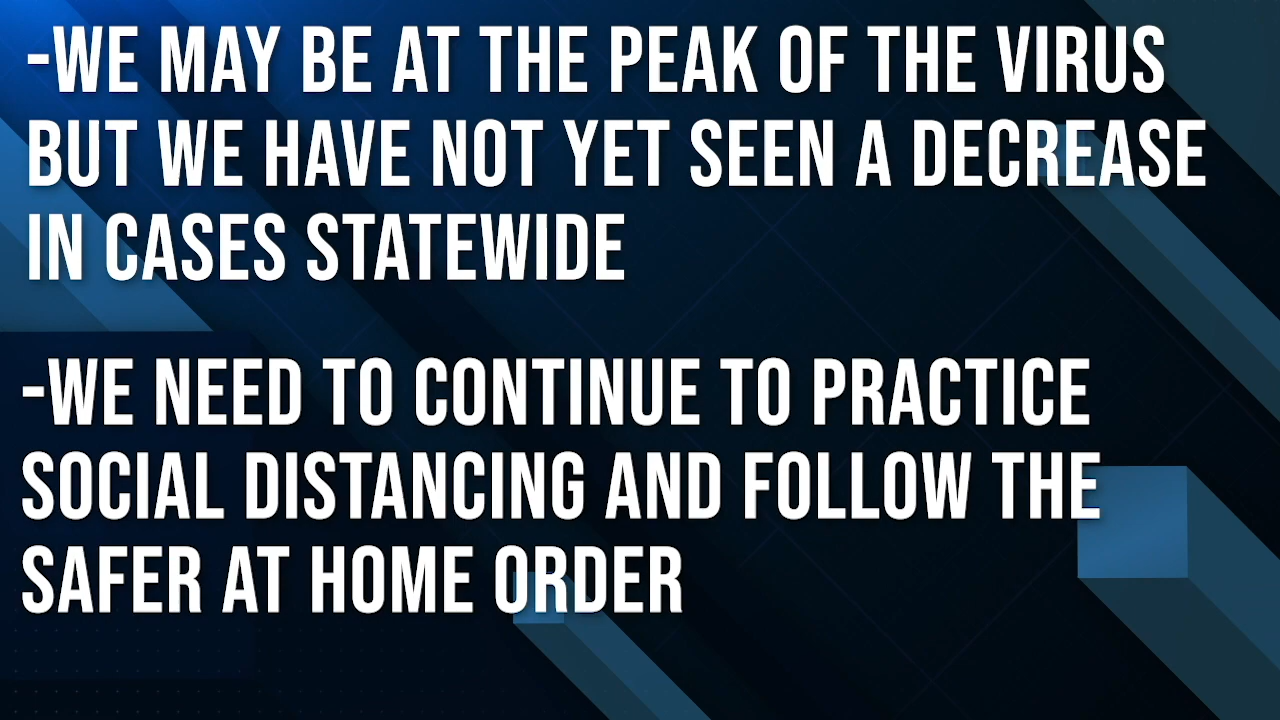 -WE MAY BE AT THE PEAK OF THE VIRUS
BUT WE HAVE NOT YET SEEN A DECREASE
IN CASES STATEWIDE
-WE NEED TO CONTINUE TO PRACTICE
SOCIAL DISTANCING AND FOLLOW THE
SAFER AT HOME ORDER